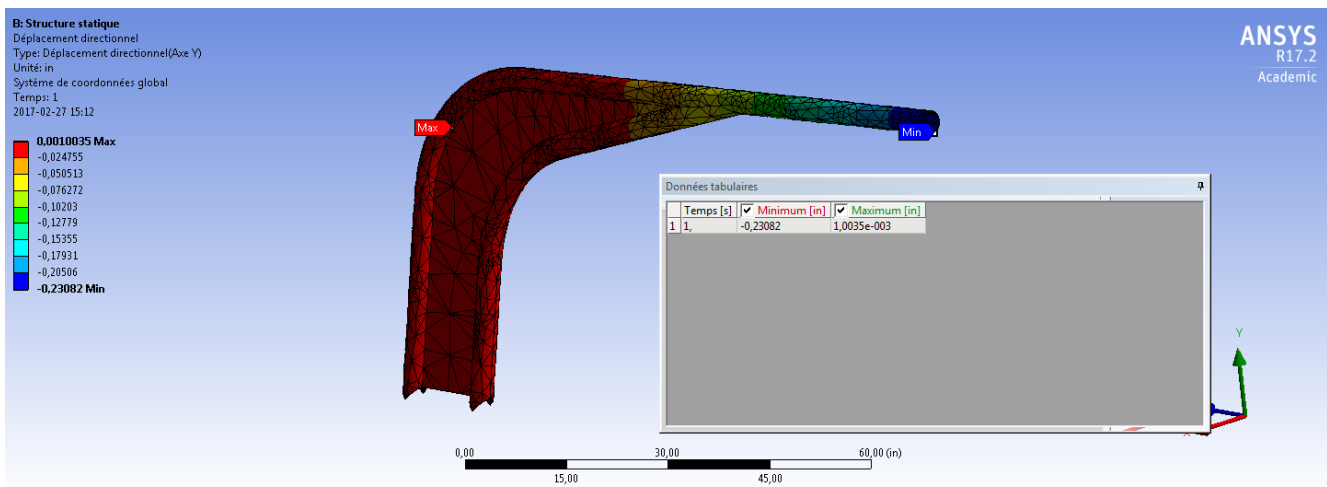 B: Structure statique
Déplacement directionnel
Type: Déplacement directionnel(Axe Y)
Unité: in
Système de coordonnées global
Temps: 1
2017-02-27 15:12
0,0010035 Max
-0,024755
-0,050513
-0,076272
-0,10203
-0,12779
-0,15355
-0,17931
-0,20506
-0,23082 Min
ANSYS
R17.2
Academic
Max
Min
Données tabulaires
Temps [s] Minimum [in] Maximum [in]
1 1, -0,23082 1,0035e-003
Y
X
0,00 30,00 60,00 (in)
15,00 45,00